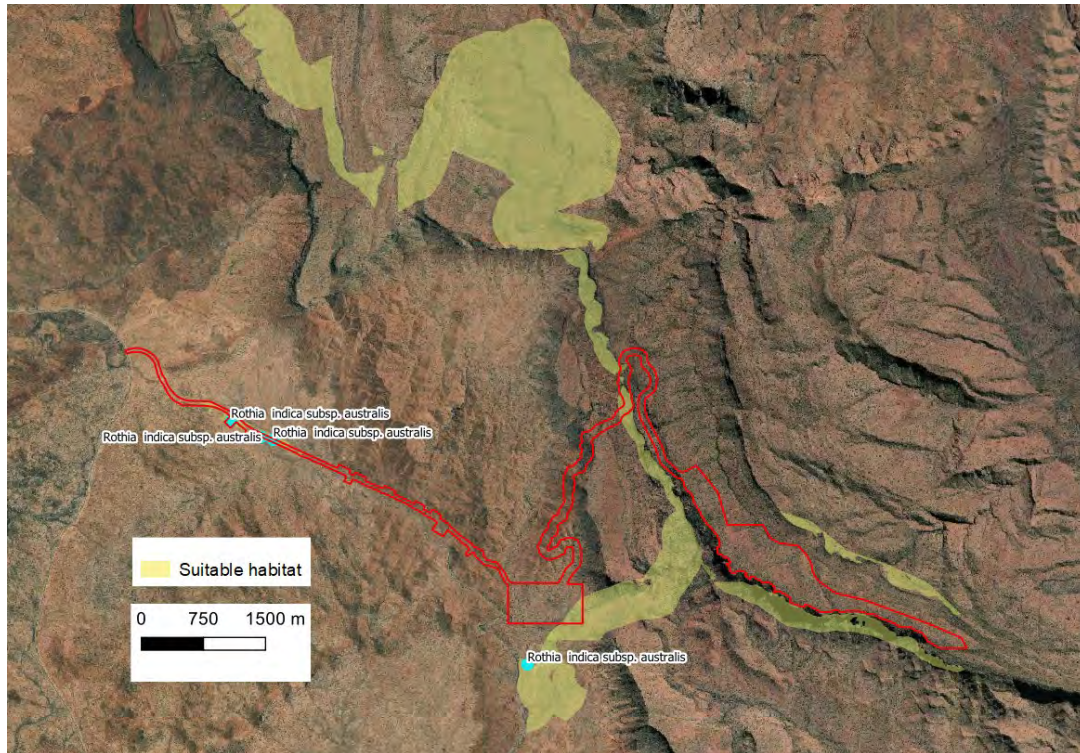 Rothia indica subsp. australis
Rothia indica subsp. australis Rothia indica subsp. australis
Suitable habitat
0 750 1500 m
Rothia indica subsp. australis